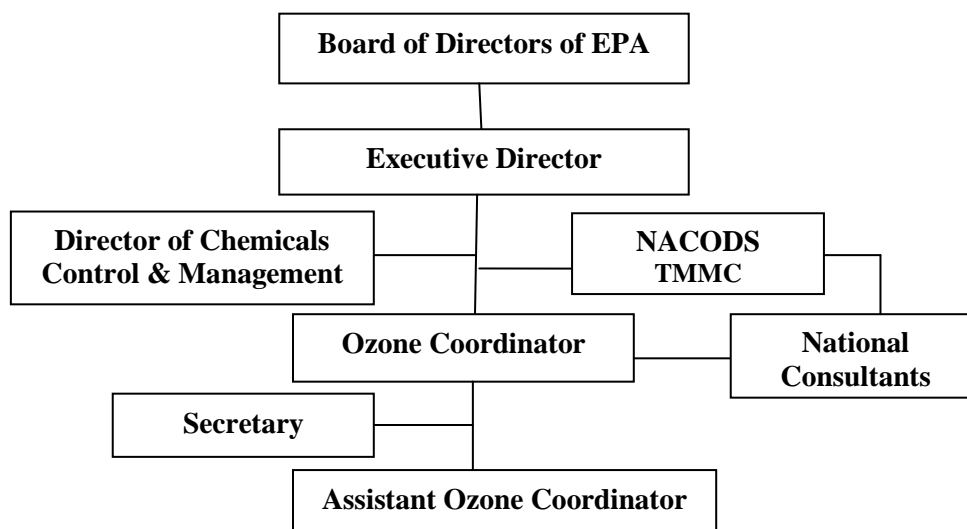 Board of Directors of EPA
Executive Director
Director of Chemicals
Control & Management
NACODS
TMMC
Ozone Coordinator
National
Consultants
Secretary
Assistant Ozone Coordinator